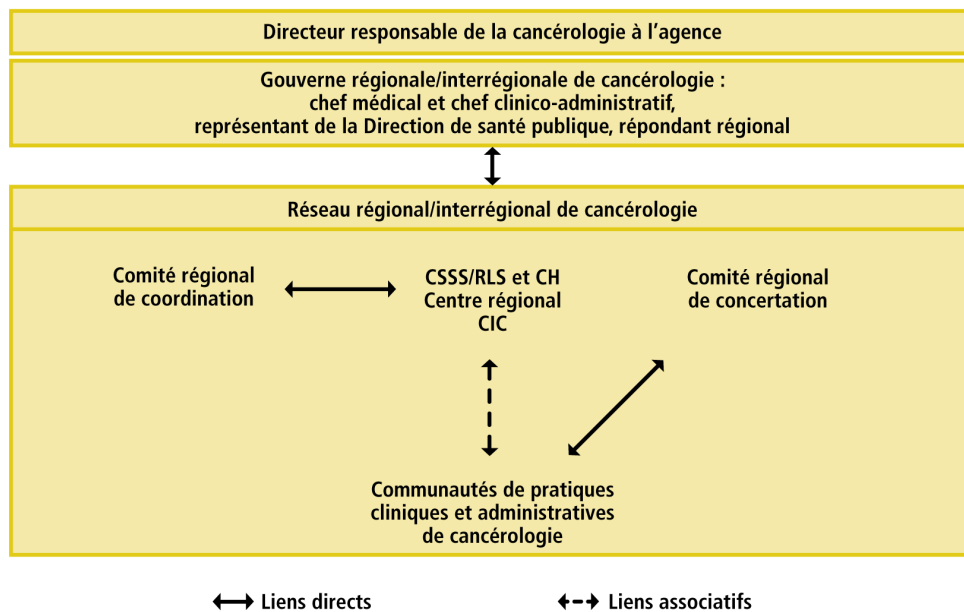 Directeur responsable de la cancérologie à l’agence
Gouverne régionale/interrégionale de cancérologie :
chef médical et chef clinico-administratif,
représentant de la Direction de santé publique, répondant régional
Réseau régional/interrégional de cancérologie
Comité régional
de coordination
CSSS/RLS et CH
Centre régional
CIC
Comité régional
de concertation
Communautés de pratiques
cliniques et administratives
de cancérologie
Liens directs
Liens associatifs